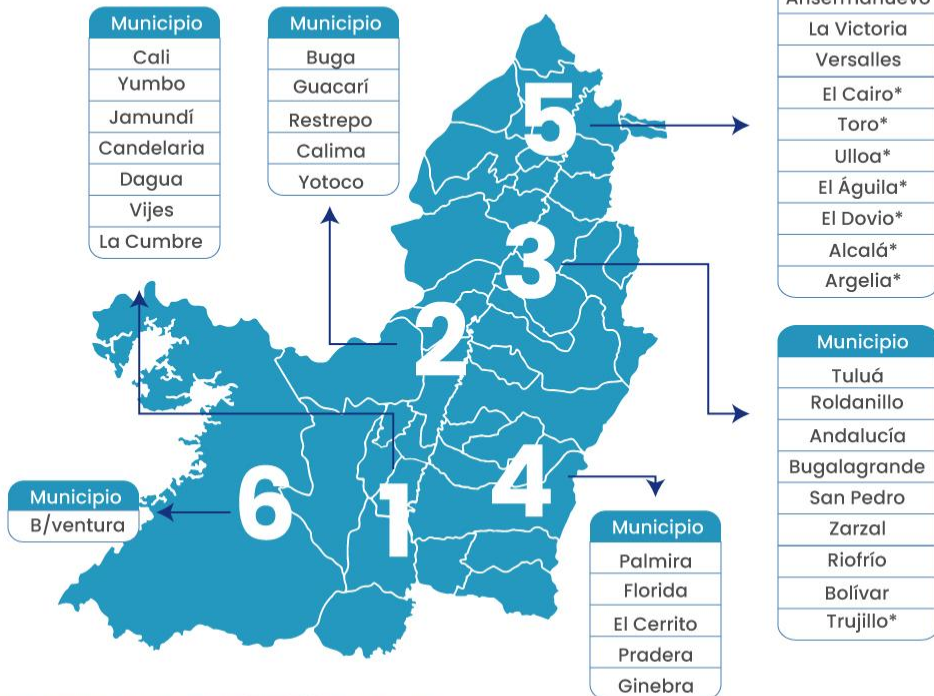 Municipio
Cali
Yumbo
Jamundí
Candelaria
Dagua
Vijes
La Cumbre
Municipio
Buga
Guacarí
Restrepo
Calima
Yotoco
Ansermanuevo
La Victoria
Versalles
El Cairo*
Toro*
Ulloa*
El Águila*
El Dovio*
Alcalá*
Argelia*
5
3
2
4
6
1
Municipio
Tuluá
Roldanillo
Andalucía
Bugalagrande
San Pedro
Zarzal
Riofrío
Bolívar
Trujillo*
Municipio
B/ventura
Municipio
Palmira
Florida
El Cerrito
Pradera
Ginebra